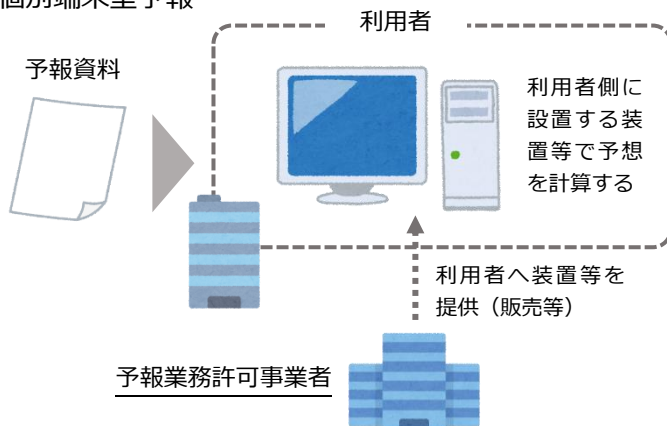 個別端末型予報
利用者
予報資料
利用者側に
設置する装
置等で予想
を計算する
利用者へ装置等を
提供（販売等）
予報業務許可事業者